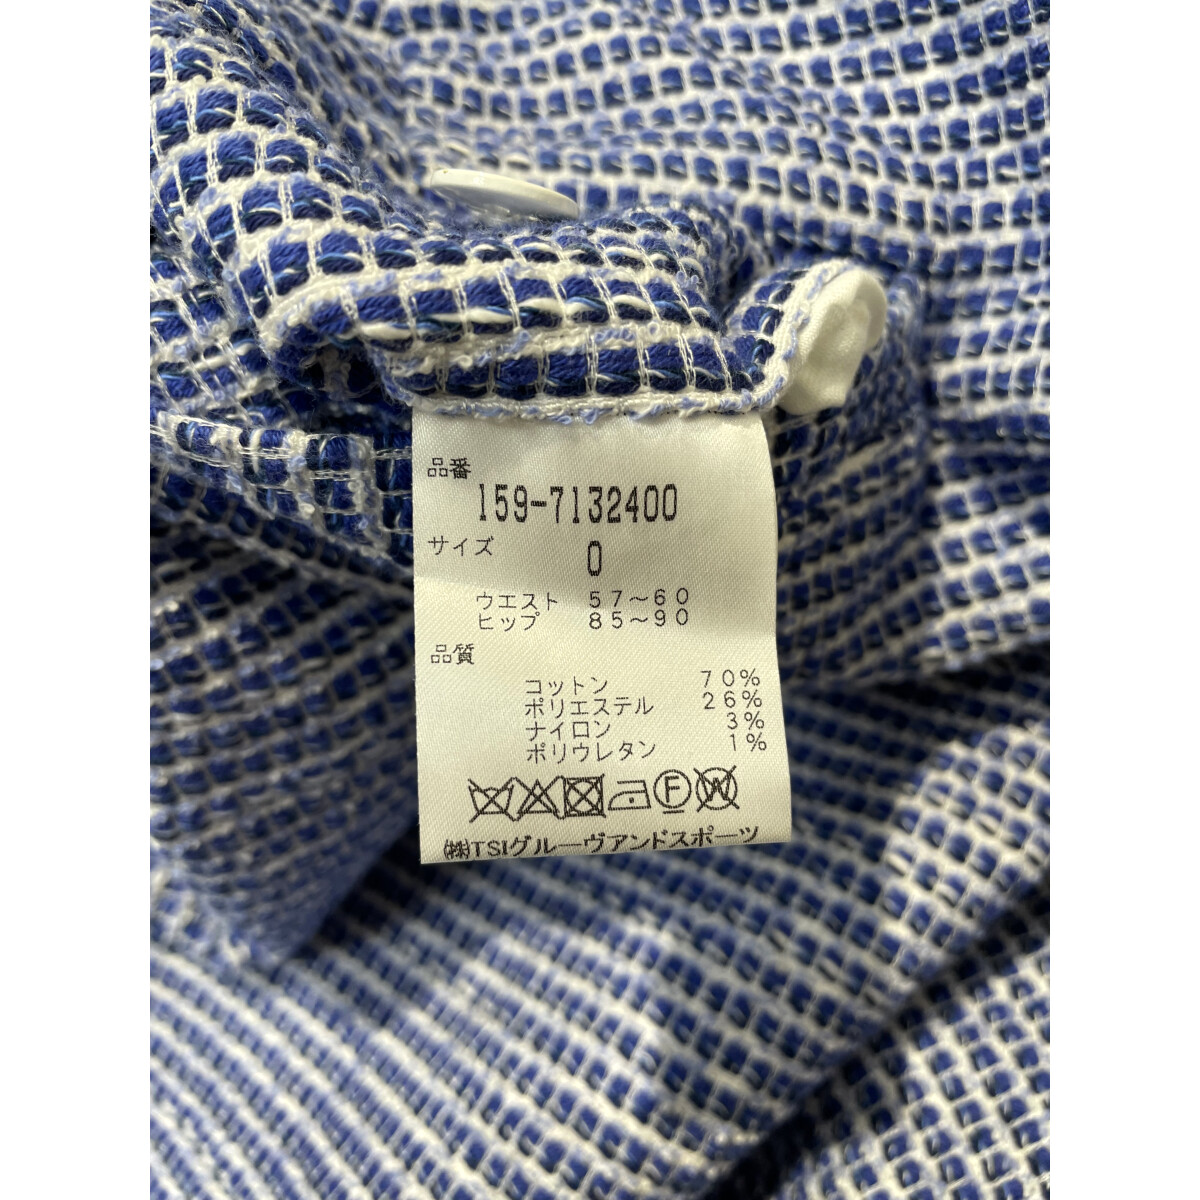 品番
159-7132400
サイズ 0
ウエスト 57～60
ヒップ 85～90
品質
コットン 70%
ポリエステル 26%
ナイロン 3%
ポリウレタン 1%
F W
㈱TSIグルーヴアンドスポーツ